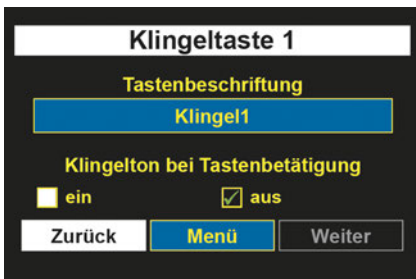 Klingeltaste 1
Tastenbeschriftung
Klingel1
Klingelton bei Tastenbetätigung
ein aus
Zurück Menü Weiter